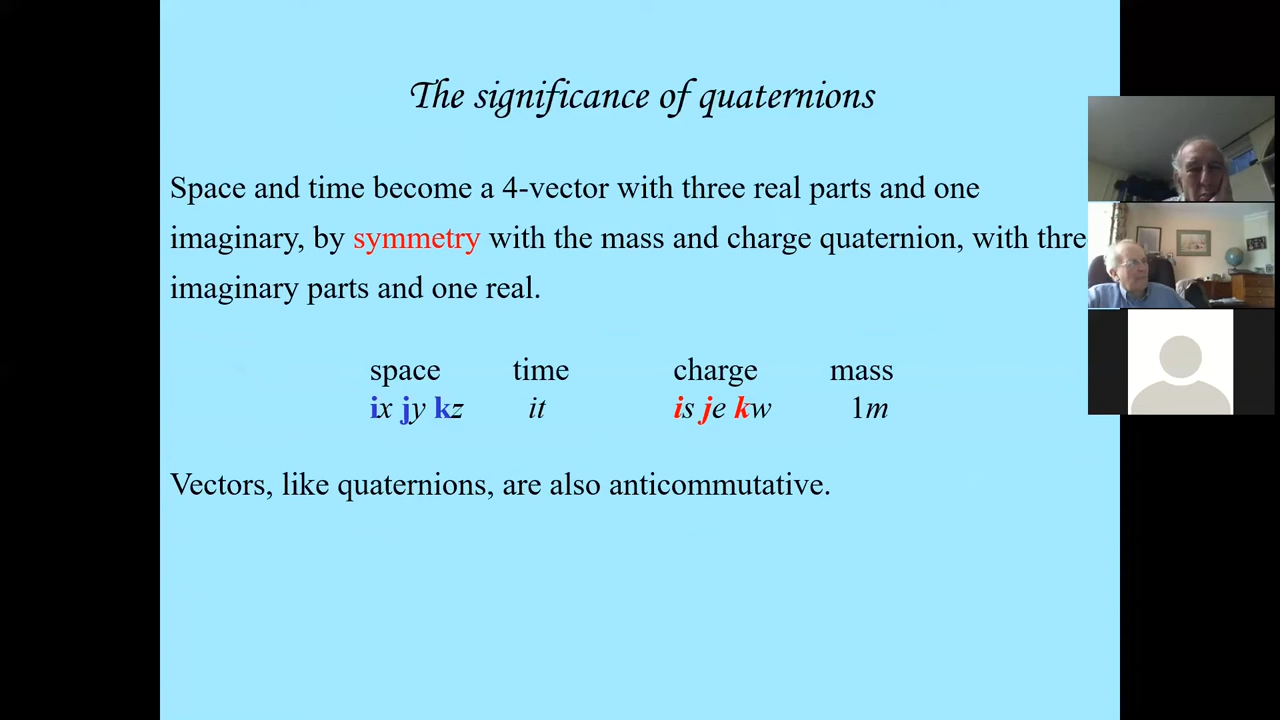 The significance of quaternions
Space and time become a 4-vector with three real parts and one
imaginary, by symmetry with the mass and charge quaternion, with thre
imaginary parts and one real.
space time charge mass
ix jy kz it is je kw 1m
Vectors, like quaternions, are also anticommutative.